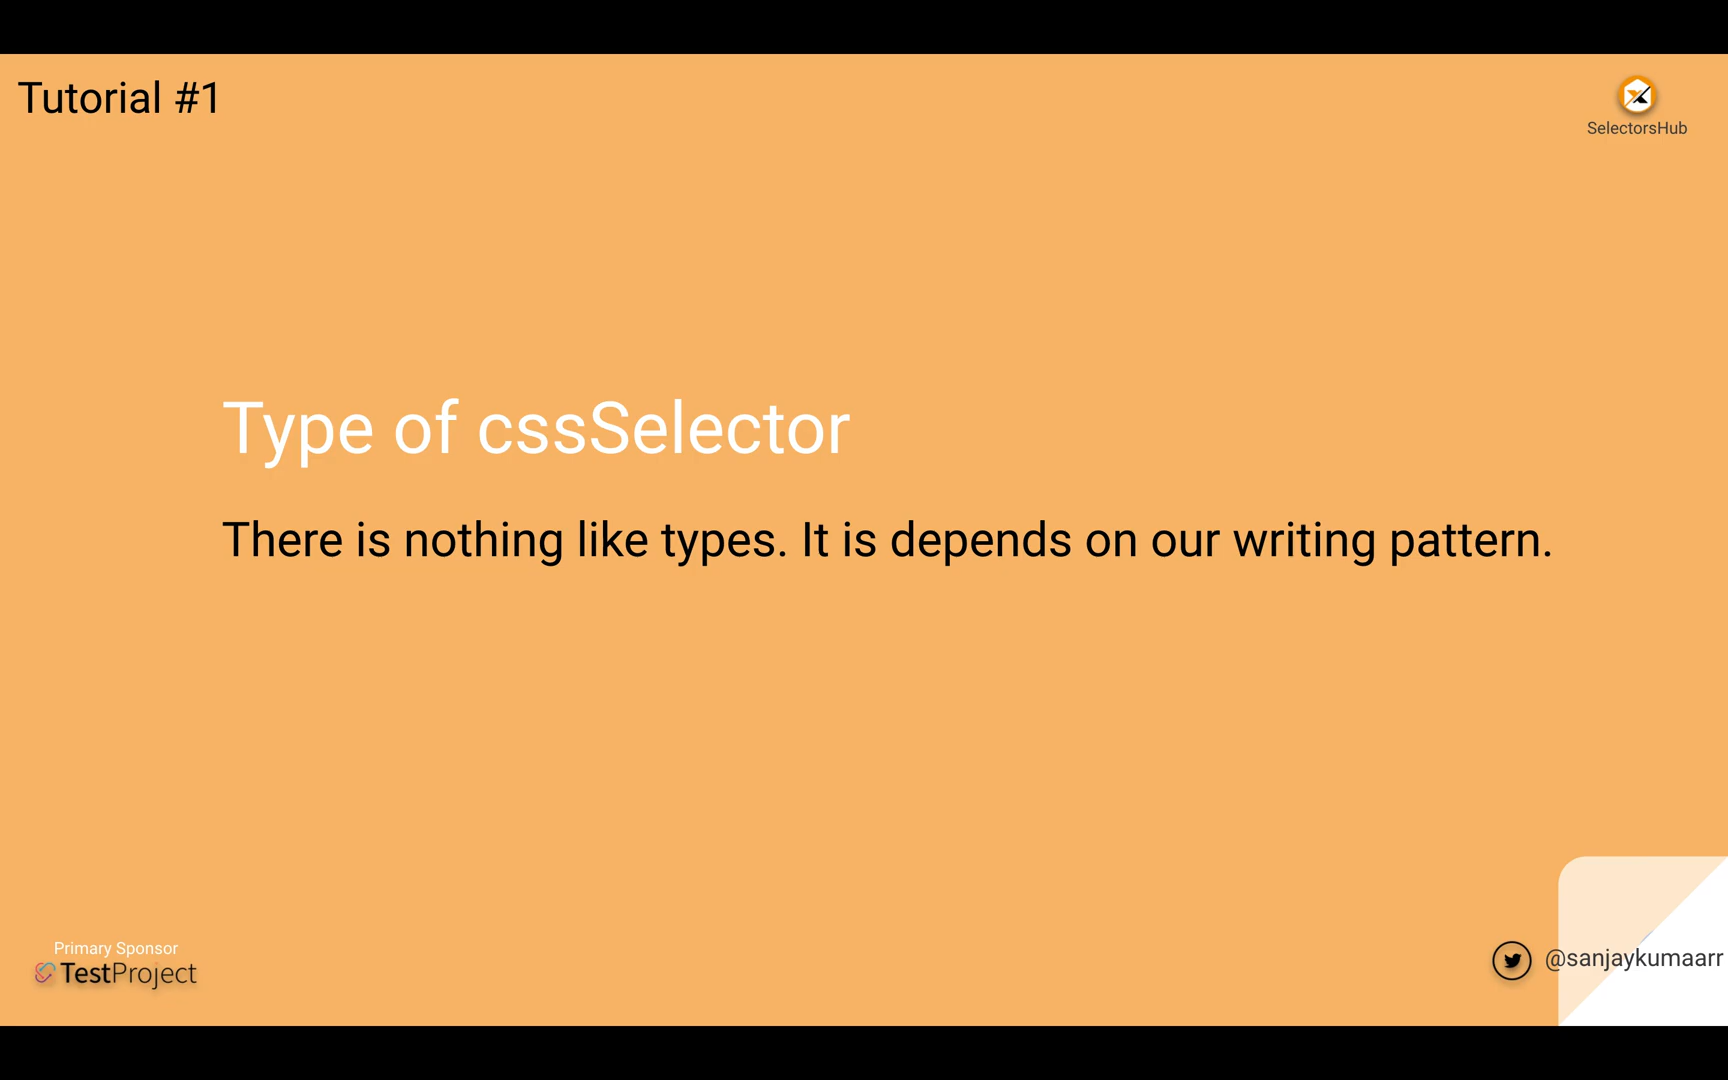 Tutorial #1
SelectorsHub
Type of cssSelector
There is nothing like types. It is depends on our writing pattern.
Primary Sponsor
TestProject
@sanjaykumaarr